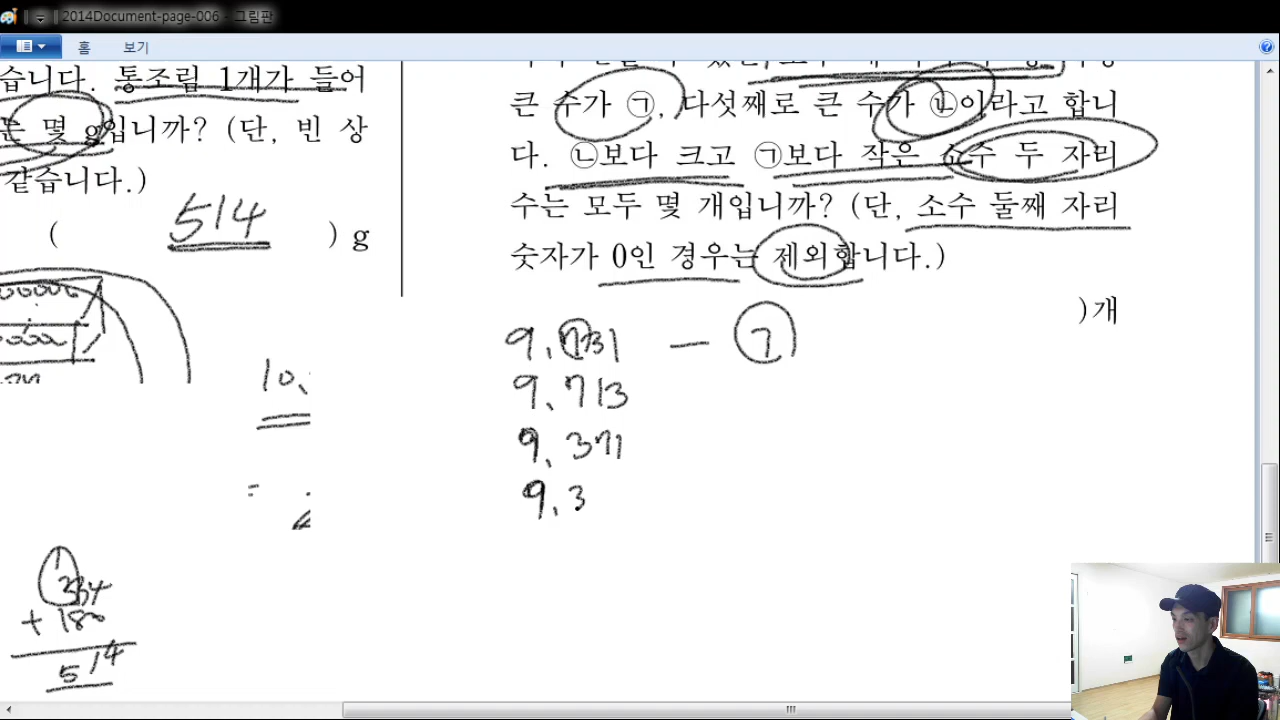 2014Document-page-006 - 그림판
홈 보기
습니다. 통조림 1개가 들어
는 몇 g입니까? (단, 빈 상
같습니다.)
( 514 ) g
큰 수가 ㉠, 다섯째로 큰 수가 ㉡이라고 합니
다. ㉡보다 크고 ㉠보다 작은 소수 두 자리
수는 모두 몇 개입니까? (단, 소수 둘째 자리
숫자가 0인 경우는 제외합니다.)
)개
9.731 - ㄱ
9.713
9.371
9.3
10.
=
334
+ 180
514